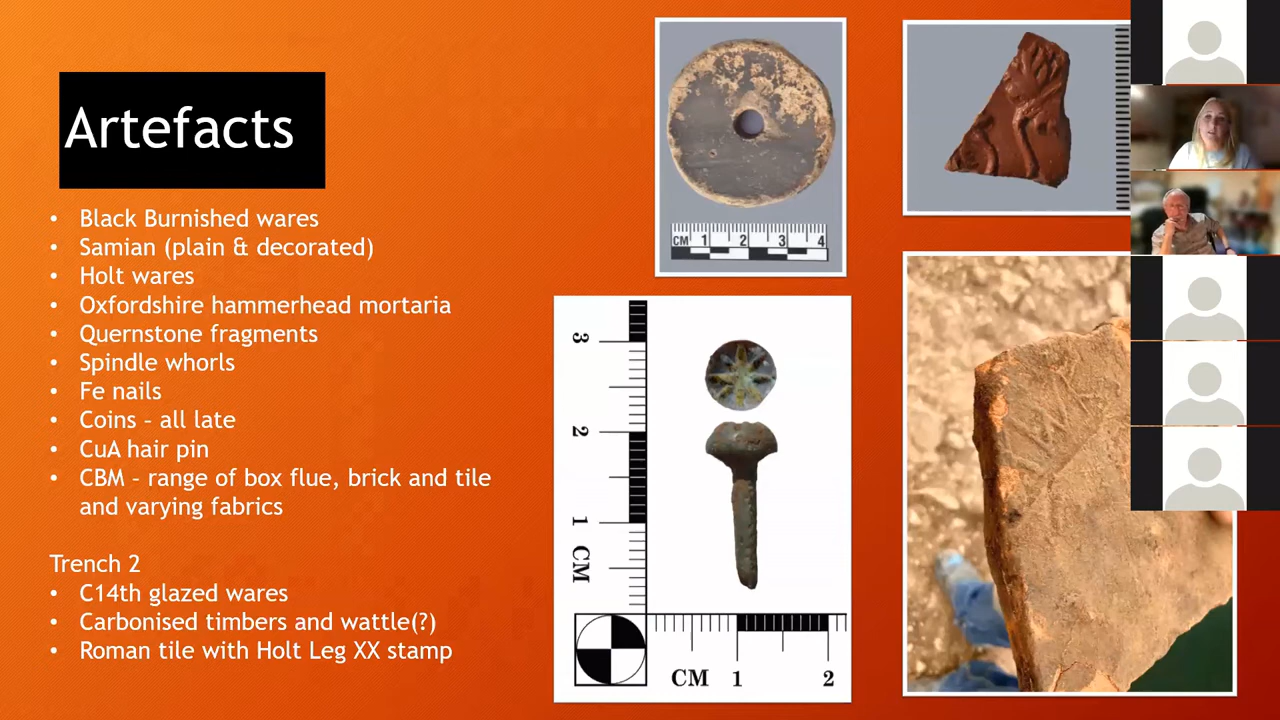 Artefacts
• Black Burnished wares
• Samian (plain & decorated)
• Holt wares
• Oxfordshire hammerhead mortaria
• Quernstone fragments
• Spindle whorls
• Fe nails
• Coins – all late
• CuA hair pin
• CBM – range of box flue, brick and tile
and varying fabrics
Trench 2
• C14th glazed wares
• Carbonised timbers and wattle(?)
• Roman tile with Holt Leg XX stamp
CM 1 2 3 4
3
2
1
CM
CM 1 2